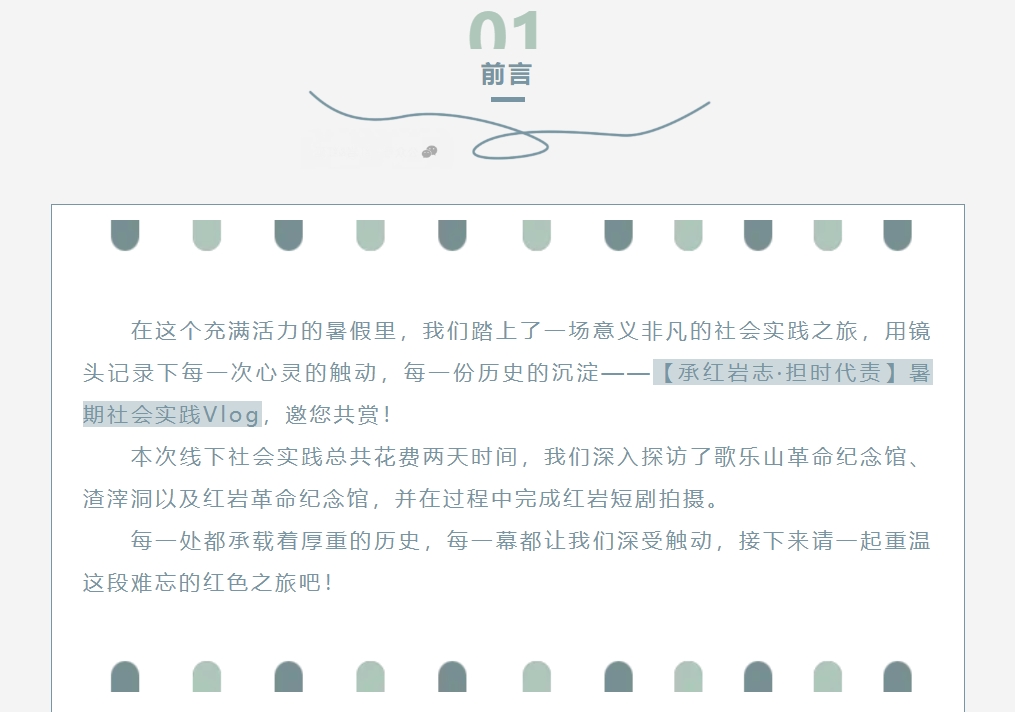 01
前言
在这个充满活力的暑假里，我们踏上了一场意义非凡的社会实践之旅，用镜
头记录下每一次心灵的触动，每一份历史的沉淀——【承红岩志·担时代责】暑
期社会实践Vlog，邀您共赏！
本次线下社会实践总共花费两天时间，我们深入探访了歌乐山革命纪念馆、
渣滓洞以及红岩革命纪念馆，并在过程中完成红岩短剧拍摄。
每一处都承载着厚重的历史，每一幕都让我们深受触动，接下来请一起重温
这段难忘的红色之旅吧！